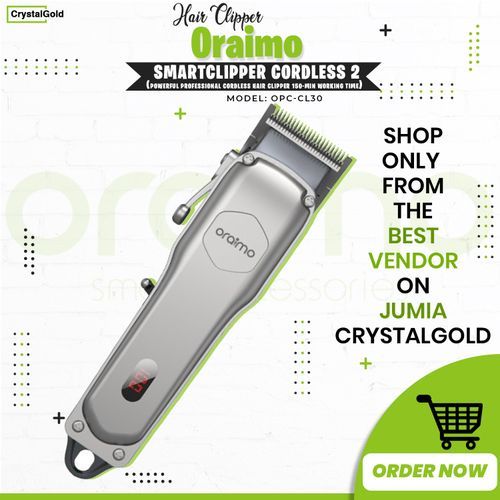 CrystalGold
Hair Clipper
Oraimo
SMARTCLIPPER CORDLESS 2
(POWERFUL PROFESSIONAL CORDLESS HAIR CLIPPER 150-MIN WORKING TIME)
MODEL: OPC-CL30
SHOP
ONLY
FROM
THE
BEST
VENDOR
ON
JUMIA
CRYSTALGOLD
oraimo
oraimo
ORDER NOW